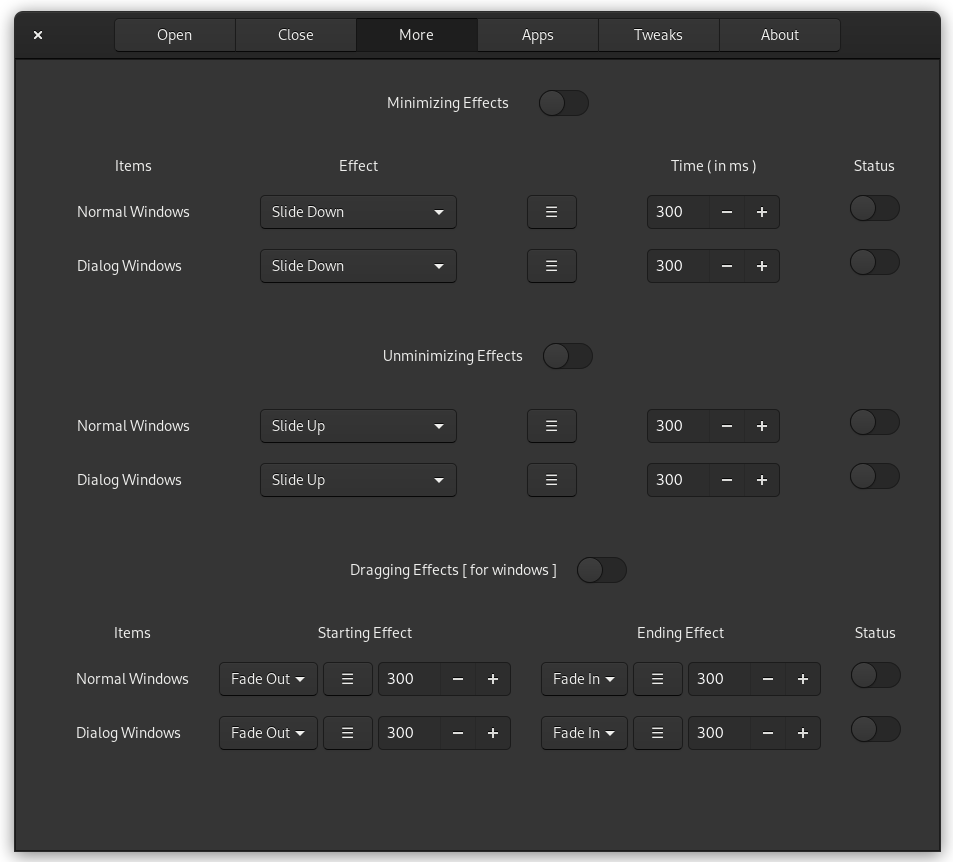 Open Close More Apps Tweaks About
Minimizing Effects
Items Effect Time ( in ms ) Status
Normal Windows Slide Down 300
Dialog Windows Slide Down 300
Unminimizing Effects
Normal Windows Slide Up 300
Dialog Windows Slide Up 300
Dragging Effects [ for windows ]
Items Starting Effect Ending Effect Status
Normal Windows Fade Out 300 Fade In 300
Dialog Windows Fade Out 300 Fade In 300